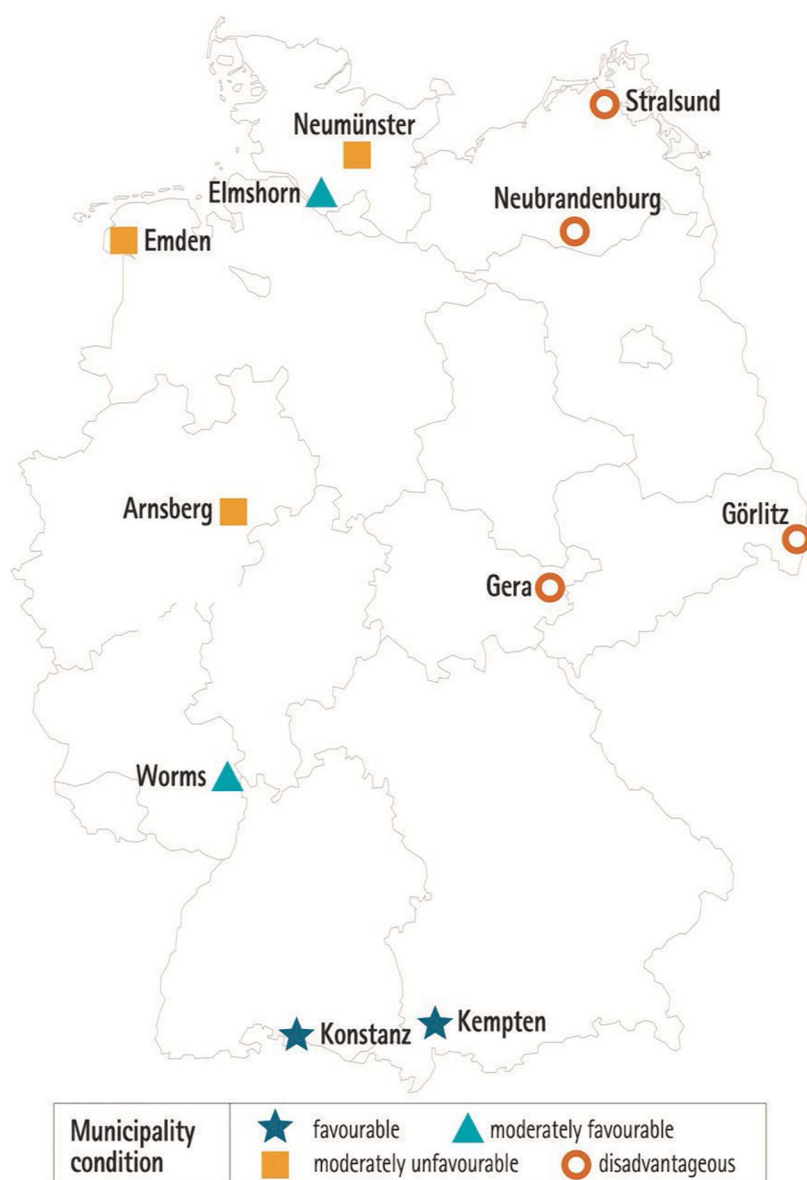 Stralsund
Neumünster
Elmshorn
Neubrandenburg
Emden
Arnsberg
Görlitz
Gera
Worms
Konstanz
Kempten
Municipality
condition
favourable
moderately favourable
moderately unfavourable
disadvantageous